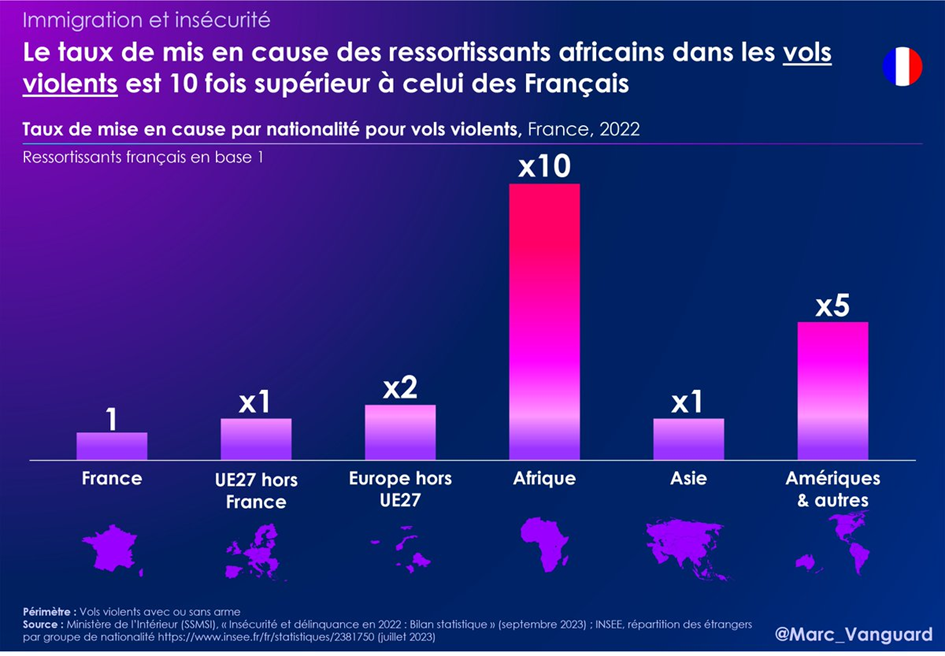 Immigration et insécurité
Le taux de mis en cause des ressortissants africains dans les vols
violents est 10 fois supérieur à celui des Français
Taux de mise en cause par nationalité pour vols violents, France, 2022
Ressortissants français en base 1
x10
x5
x2
x1
x1
1
France
UE27 hors
France
Europe hors
UE27
Afrique
Asie
Amériques
& autres
Périmètre : Vols violents avec ou sans arme
Source : Ministère de l'Intérieur (SSMSI), « Insécurité et délinquance en 2022 : Bilan statistique » (septembre 2023) ; INSEE, répartition des étrangers
par groupe de nationalité https://www.insee.fr/fr/statistiques/2381750 (juillet 2023)
@Marc_Vanguard